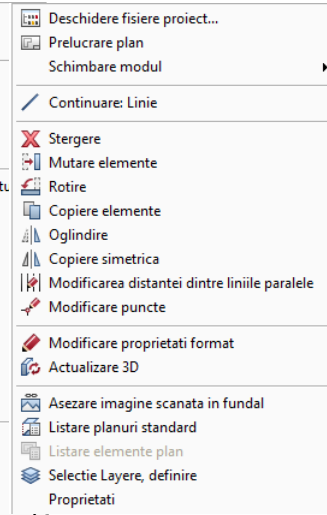 Deschidere fisiere proiect...
Prelucrare plan
Schimbare modul
Continuare: Linie
Stergere
Mutare elemente
tu
Rotire
Copiere elemente
Oglindire
Copiere simetrica
Modificarea distantei dintre liniile paralele
Modificare puncte
Modificare proprietati format
Actualizare 3D
Asezare imagine scanata in fundal
Listare planuri standard
Listare elemente plan
Selectie Layere, definire
Proprietati